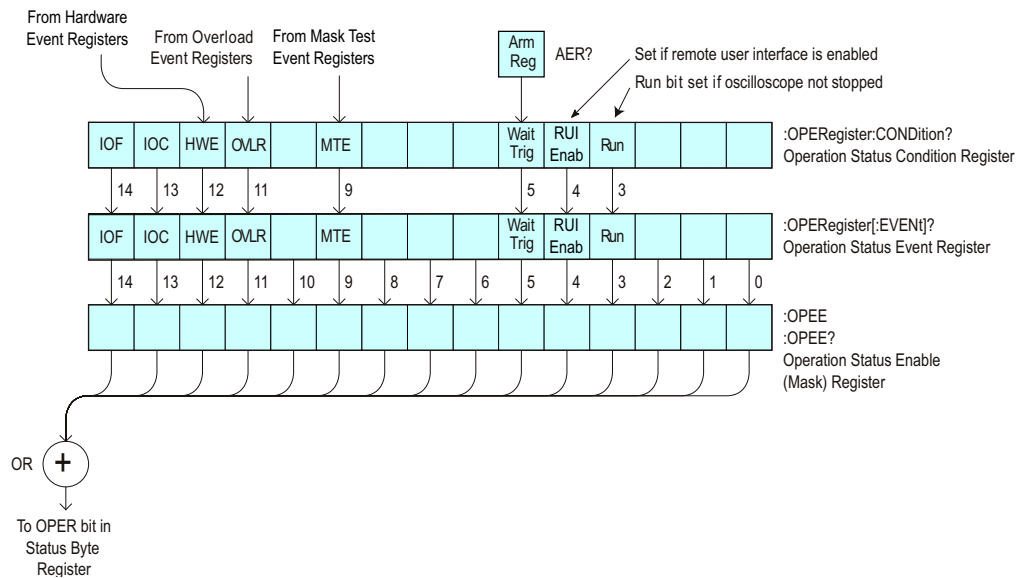 From Hardware
Event Registers
From Overload
Event Registers
From Mask Test
Event Registers
Arm
Reg
AER?
Set if remote user interface is enabled
Run bit set if oscilloscope not stopped
IOF IOC HWE OVLR MTE Wait Trig RUI Enab Run
:OPERegister:CONDition?
Operation Status Condition Register
14 13 12 11 9 5 4 3
IOF IOC HWE OVLR MTE Wait Trig RUI Enab Run
:OPERegister[:EVENt]?
Operation Status Event Register
14 13 12 11 10 9 8 7 6 5 4 3 2 1 0
:OPEE
:OPEE?
Operation Status Enable
(Mask) Register
OR +
To OPER bit in
Status Byte
Register